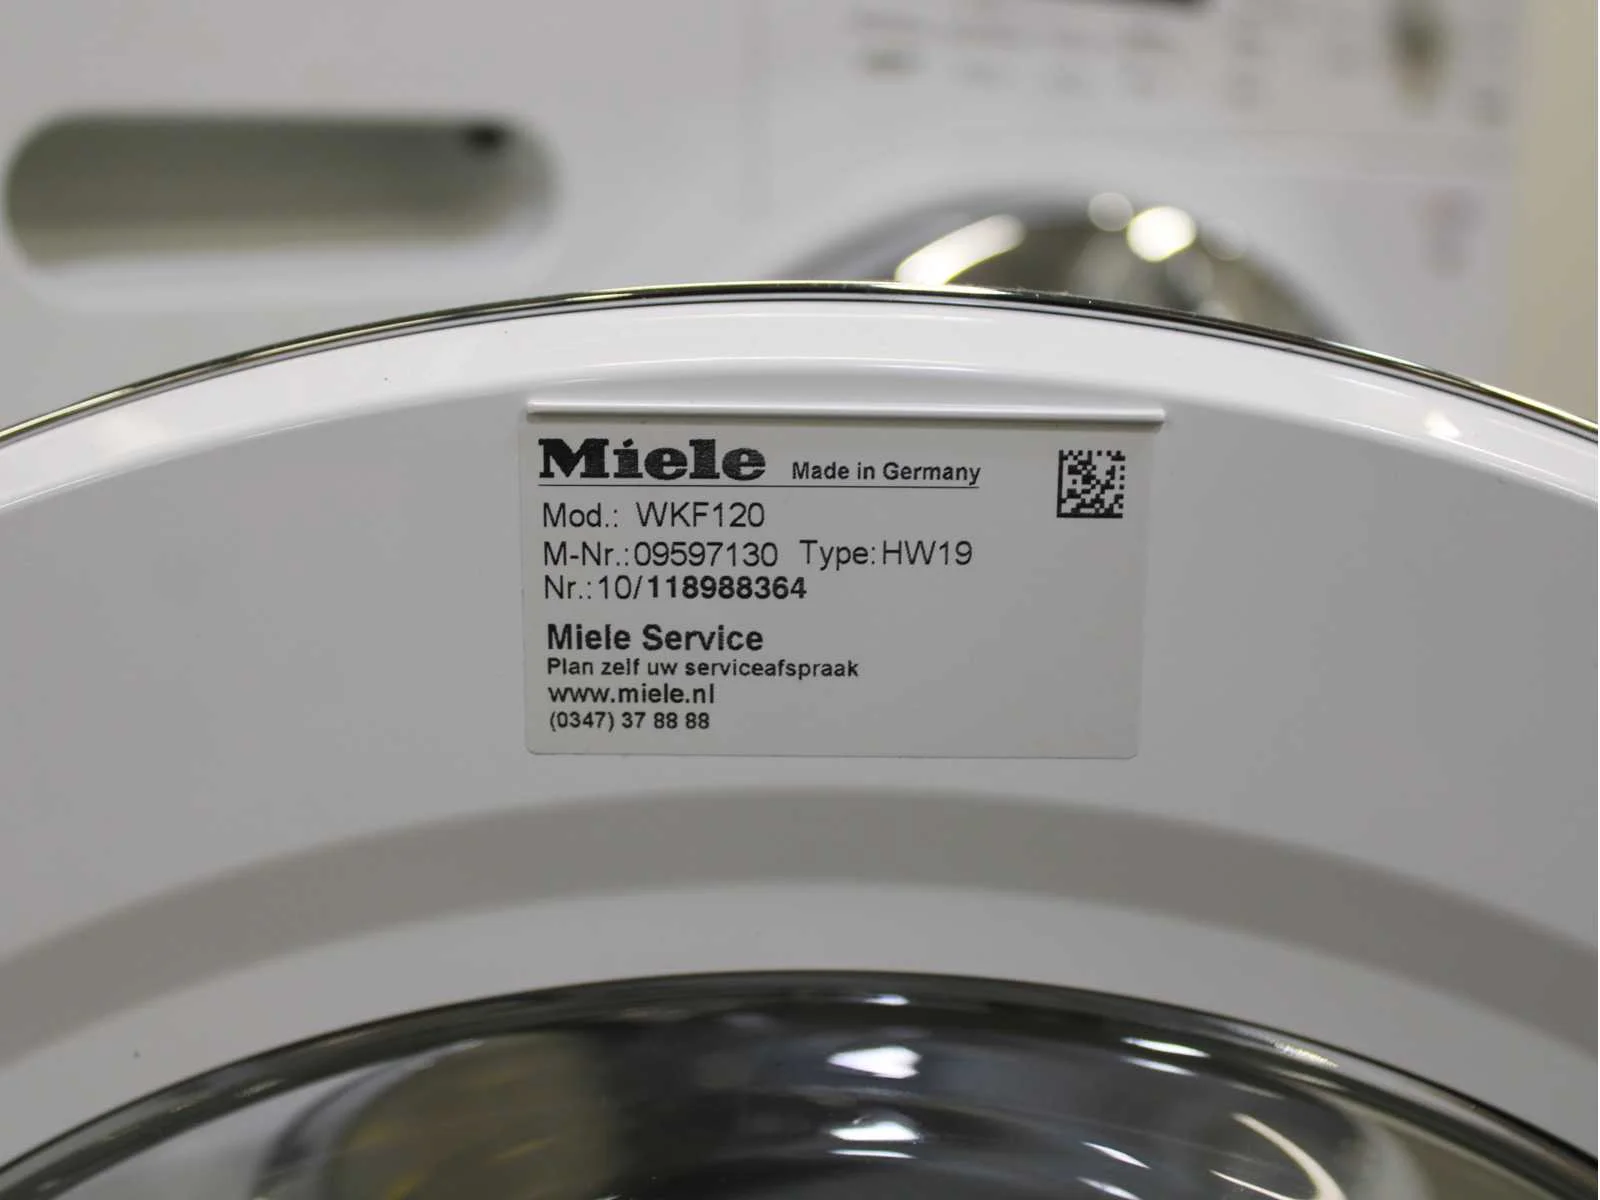 Miele Made in Germany
Mod.: WKF120
M-Nr.:09597130 Type:HW19
Nr.:10/118988364
Miele Service
Plan zelf uw serviceafspraak
www.miele.nl
(0347) 37 88 88